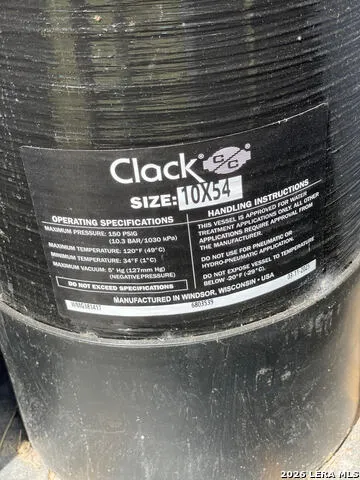 Clack
C/C
SIZE: 10X54
OPERATING SPECIFICATIONS
MAXIMUM PRESSURE: 150 PSIG
(10.3 BAR/1030 kPa)
MAXIMUM TEMPERATURE: 120°F (49°C)
MINIMUM TEMPERATURE: 34°F (1°C)
MAXIMUM VACUUM: 5" Hg (127mm Hg)
(NEGATIVE PRESSURE)
DO NOT EXCEED SPECIFICATIONS
HANDLING INSTRUCTIONS
THIS VESSEL IS APPROVED FOR WATER
TREATMENT APPLICATIONS ONLY. ALL OTHER
APPLICATIONS REQUIRE APPROVAL FROM
THE MANUFACTURER.
DO NOT USE FOR PNEUMATIC OR
HYDRO-PNEUMATIC APPLICATION.
DO NOT EXPOSE VESSEL TO TEMPERATURE
BELOW -20°F (-29°C).
MANUFACTURED IN WINDSOR, WISCONSIN • USA
6803535
2026 LERA MLS